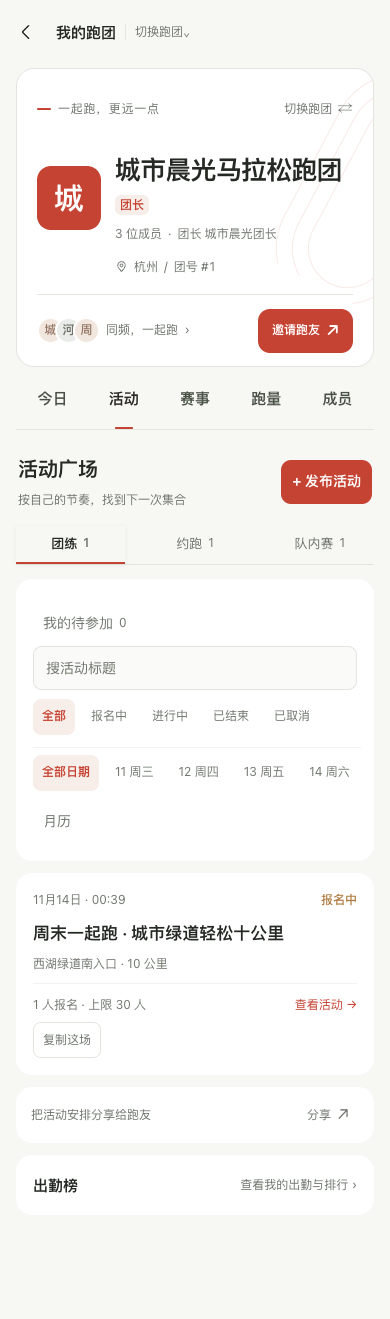 我的跑团 切换跑团
一起跑，更远一点 切换跑团
城 城市晨光马拉松跑团
团长
3 位成员 · 团长 城市晨光团长
杭州 / 团号 #1
城 河 周 同频，一起跑 › 邀请跑友 ↗
今日 活动 赛事 跑量 成员
活动广场
按自己的节奏，找到下一次集合
+ 发布活动
团练 1 约跑 1 队内赛 1
我的待参加 0
搜活动标题
全部 报名中 进行中 已结束 已取消
全部日期 11 周三 12 周四 13 周五 14 周六
月历
11月14日 · 00:39 报名中
周末一起跑 · 城市绿道轻松十公里
西湖绿道南入口 · 10 公里
1 人报名 · 上限 30 人 查看活动 →
复制这场
把活动安排分享给跑友 分享 ↗
出勤榜 查看我的出勤与排行 ›